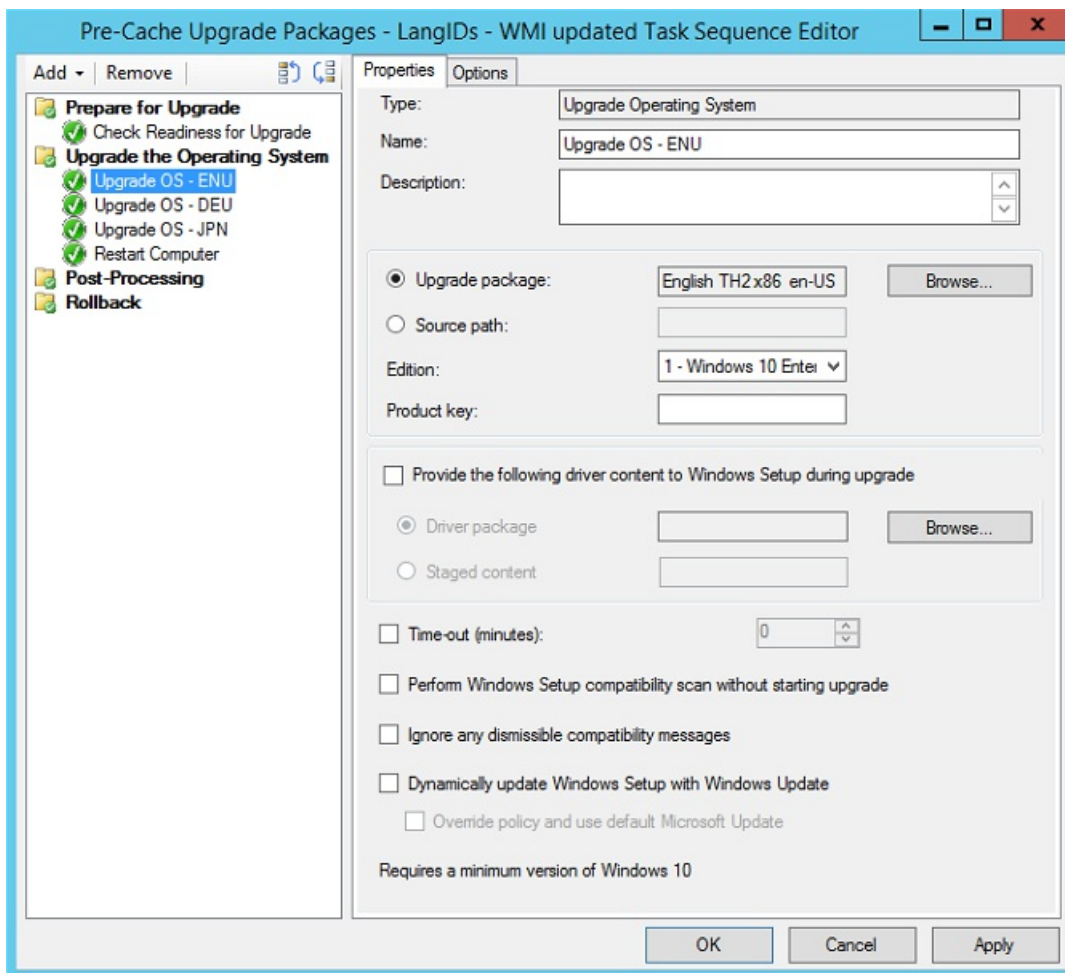 Pre-Cache Upgrade Packages - LangIDs - WMI updated Task Sequence Editor
Add Remove
Prepare for Upgrade
Check Readiness for Upgrade
Upgrade the Operating System
Upgrade OS - ENU
Upgrade OS - DEU
Upgrade OS - JPN
Restart Computer
Post-Processing
Rollback
Properties Options
Type: Upgrade Operating System
Name: Upgrade OS - ENU
Description:
Upgrade package: English TH2 x86 en-US Browse...
Source path:
Edition: 1 - Windows 10 Enter
Product key:
Provide the following driver content to Windows Setup during upgrade
Driver package Browse...
Staged content
Time-out (minutes): 0
Perform Windows Setup compatibility scan without starting upgrade
Ignore any dismissible compatibility messages
Dynamically update Windows Setup with Windows Update
Override policy and use default Microsoft Update
Requires a minimum version of Windows 10
OK Cancel Apply